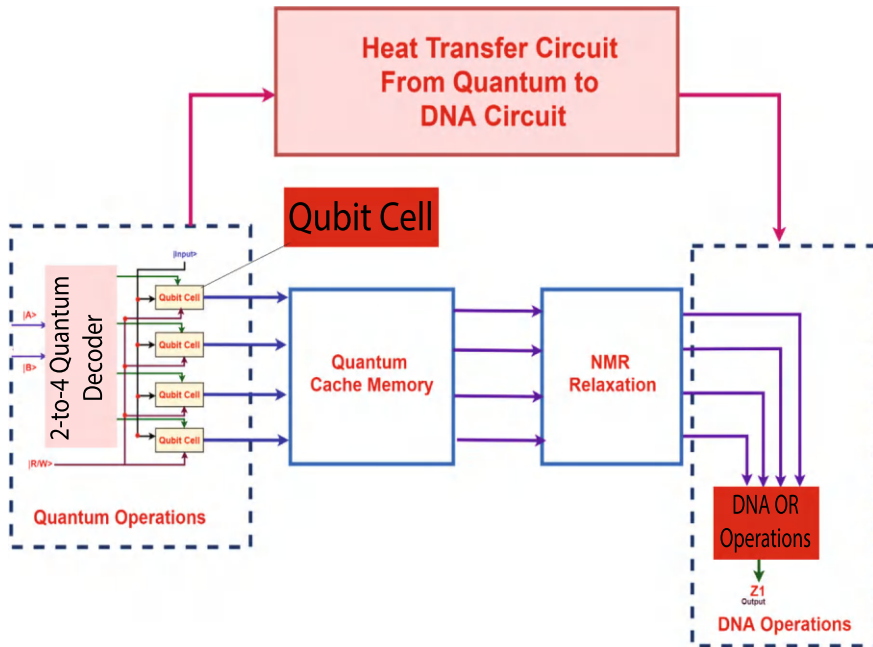 Heat Transfer Circuit
From Quantum to
DNA Circuit
Qubit Cell
|Input>
2-to-4 Quantum
Decoder
|A>
|B>
|R/W>
Qubit Cell
Qubit Cell
Qubit Cell
Qubit Cell
Quantum Operations
Quantum
Cache Memory
NMR
Relaxation
DNA OR
Operations
Z1
Output
DNA Operations